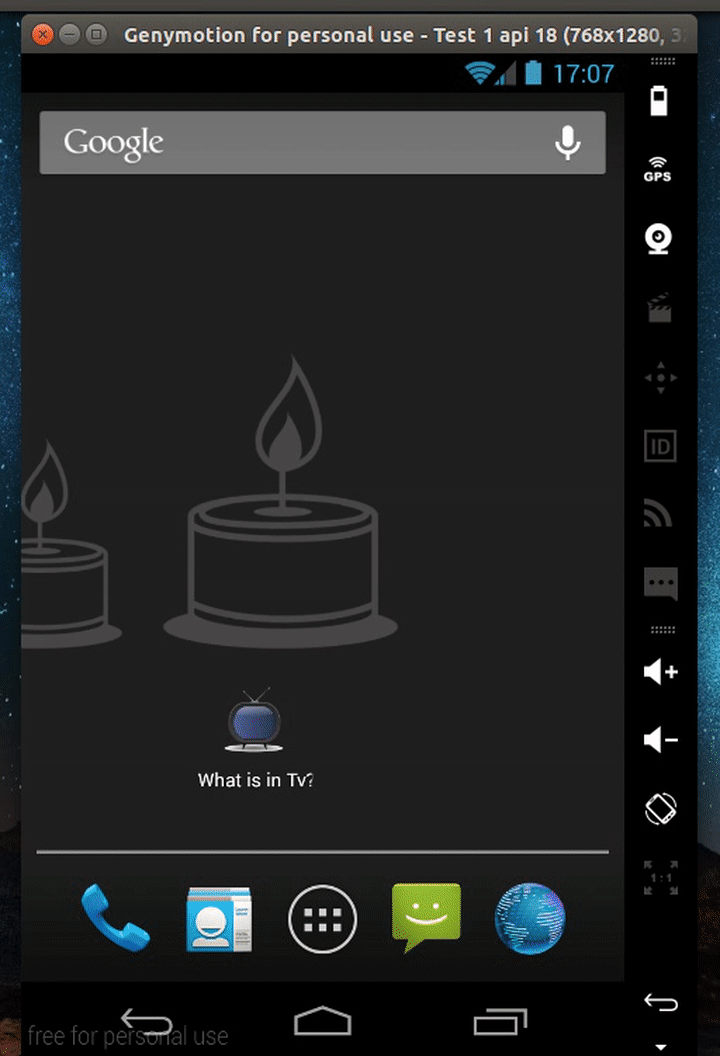 Genymotion for personal use - Test 1 api 18 (768x1280, 3
17:07
Google
GPS
ID
What is in Tv?
1:1
free for personal use